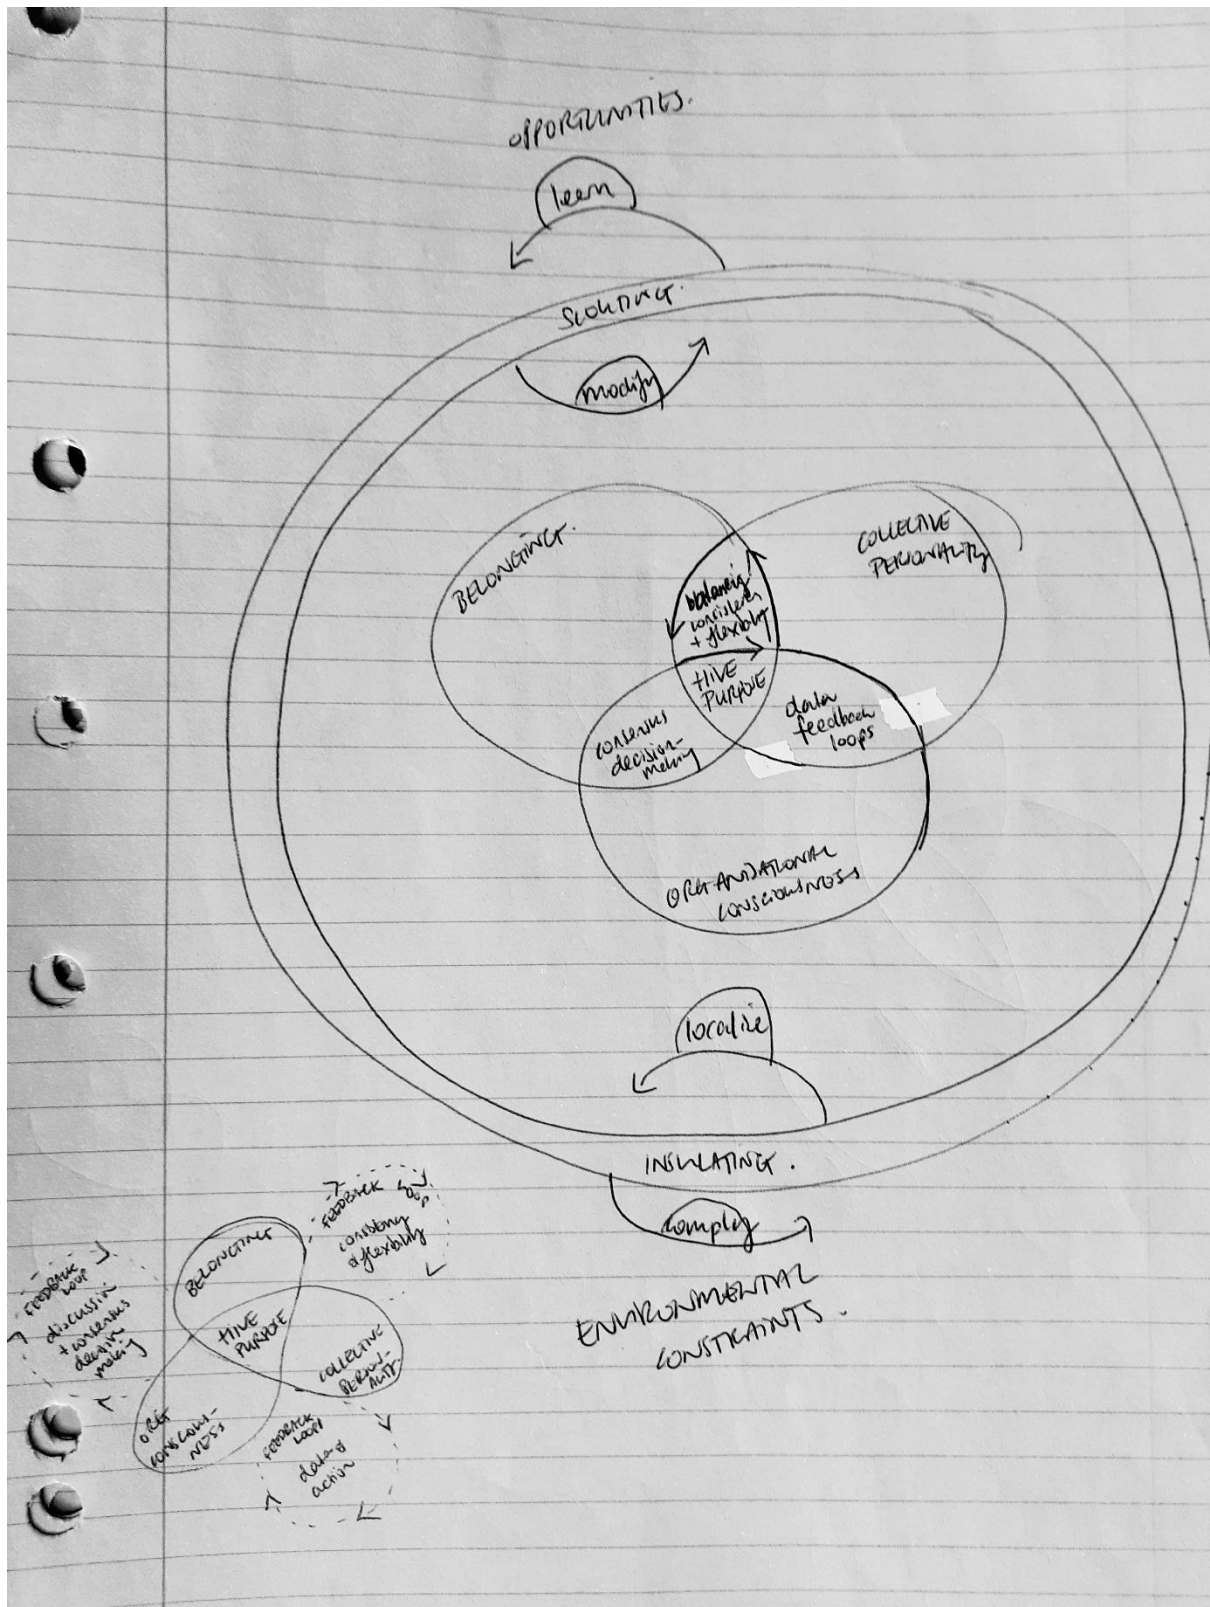 OPPORTUNITIES.
learn
SCOUTING.
modify
BELONGING.
COLLECTIVE
PERSONALITY
balancing
consistency
+ flexibility
HIVE
PURPOSE
consensus
decision-
making
data
feedback
loops
ORGANISATIONAL
CONSCIOUSNESS
localise
INSULATING.
comply
ENVIRONMENTAL
CONSTRAINTS.
FEEDBACK LOOP
consistency
& flexibility
BELONGING
HIVE
PURPOSE
COLLECTIVE
PERSON-
ALITY
ORG
CONSCIOUS-
NESS
FEEDBACK
LOOP
discussion
+ consensus
decision
making
FEEDBACK
LOOP
data &
action